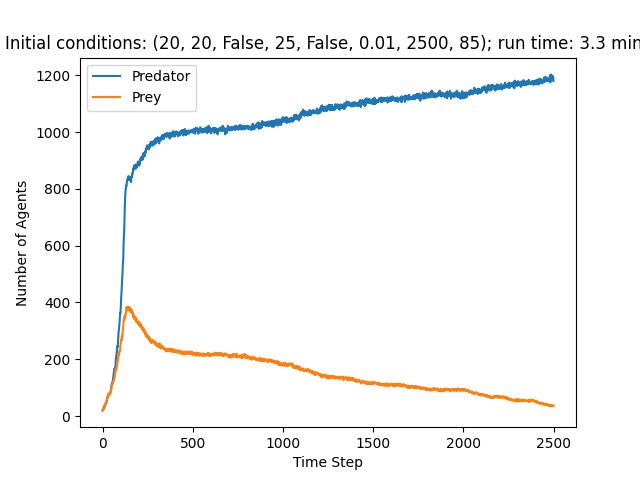 Initial conditions: (20, 20, False, 25, False, 0.01, 2500, 85); run time: 3.3 min
Predator
Prey
1200
1000
800
600
400
200
0
Number of Agents
0 500 1000 1500 2000 2500
Time Step